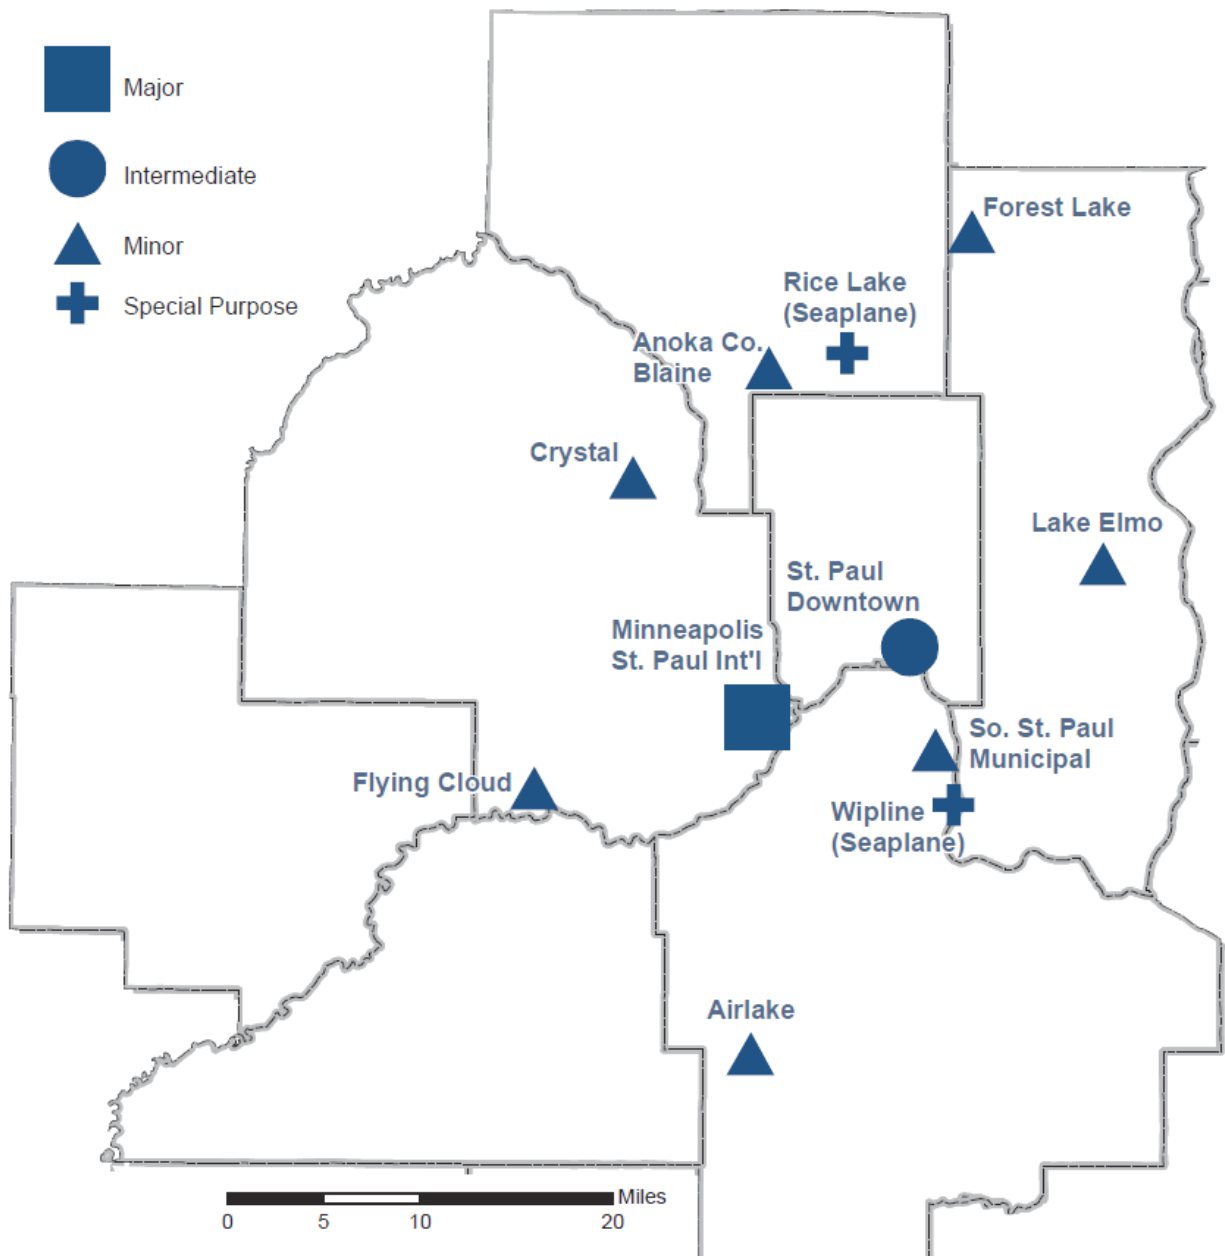 Major
Intermediate
Minor
Special Purpose
Forest Lake
Rice Lake
(Seaplane)
Anoka Co.
Blaine
Crystal
Lake Elmo
St. Paul
Downtown
Minneapolis
St. Paul Int'l
So. St. Paul
Municipal
Flying Cloud
Wipline
(Seaplane)
Airlake
Miles
0 5 10 20